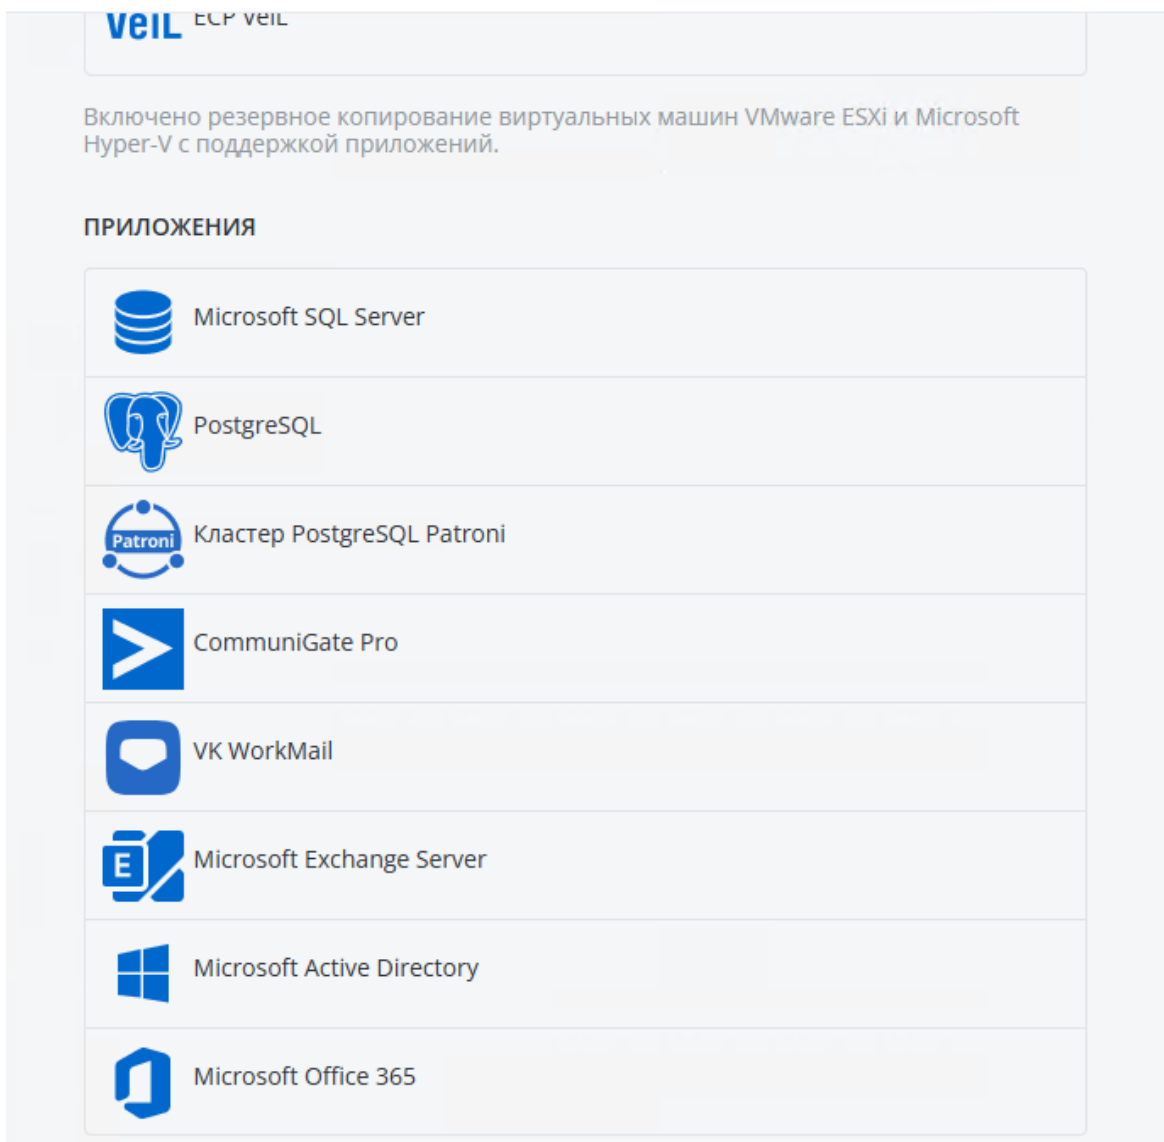 veiL ECP VeiL
Включено резервное копирование виртуальных машин VMware ESXi и Microsoft
Hyper-V с поддержкой приложений.
ПРИЛОЖЕНИЯ
Microsoft SQL Server
PostgreSQL
Patroni Кластер PostgreSQL Patroni
CommuniGate Pro
VK WorkMail
E Microsoft Exchange Server
Microsoft Active Directory
Microsoft Office 365